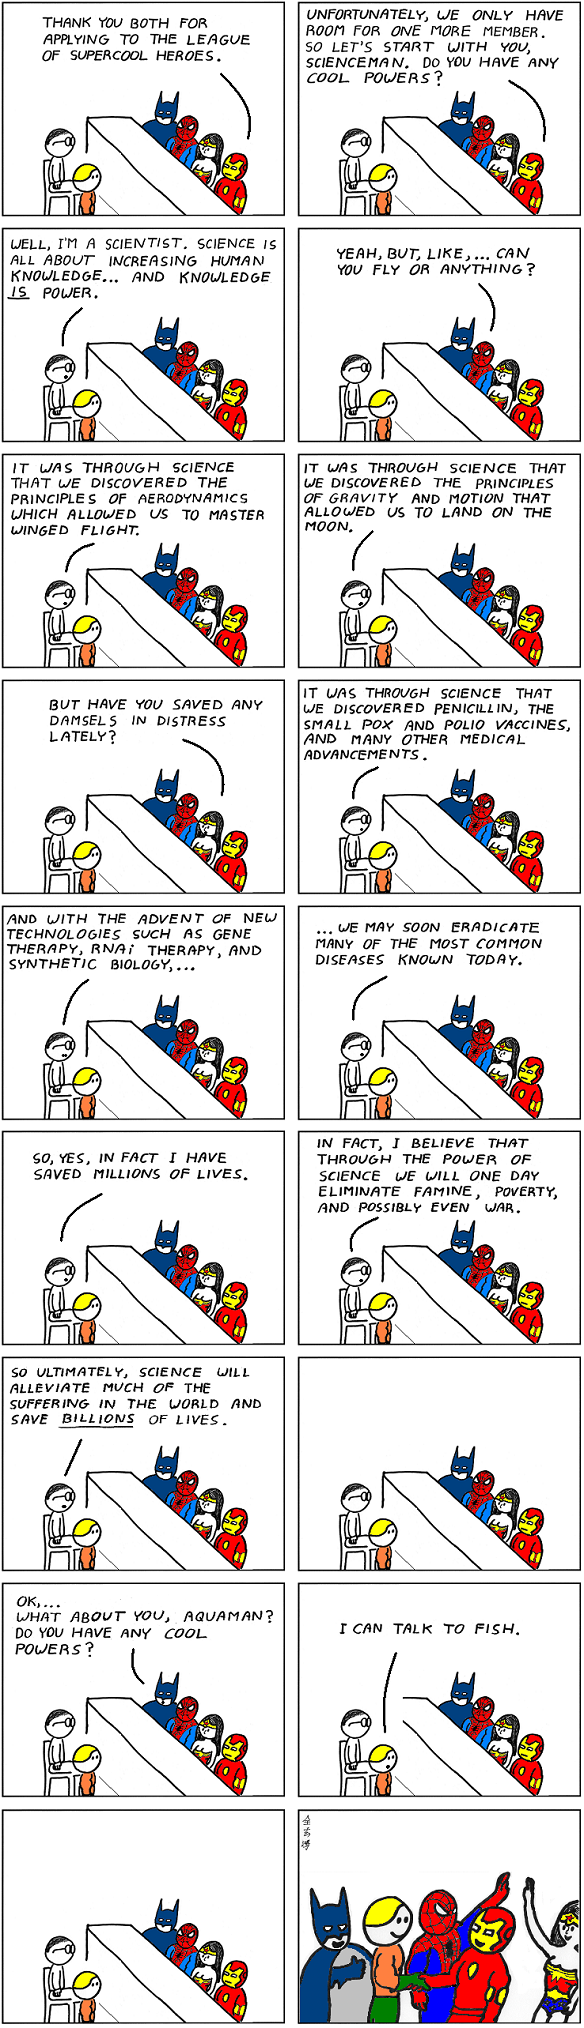 THANK YOU BOTH FOR
APPLYING TO THE LEAGUE
OF SUPERCOOL HEROES.
UNFORTUNATELY, WE ONLY HAVE
ROOM FOR ONE MORE MEMBER.
SO LET'S START WITH YOU,
SCIENCEMAN. DO YOU HAVE ANY
COOL POWERS?
WELL, I'M A SCIENTIST. SCIENCE IS
ALL ABOUT INCREASING HUMAN
KNOWLEDGE... AND KNOWLEDGE
IS POWER.
YEAH, BUT, LIKE,... CAN
YOU FLY OR ANYTHING?
IT WAS THROUGH SCIENCE
THAT WE DISCOVERED THE
PRINCIPLES OF AERODYNAMICS
WHICH ALLOWED US TO MASTER
WINGED FLIGHT.
IT WAS THROUGH SCIENCE THAT
WE DISCOVERED THE PRINCIPLES
OF GRAVITY AND MOTION THAT
ALLOWED US TO LAND ON THE
MOON.
BUT HAVE YOU SAVED ANY
DAMSELS IN DISTRESS
LATELY?
IT WAS THROUGH SCIENCE THAT
WE DISCOVERED PENICILLIN, THE
SMALL POX AND POLIO VACCINES,
AND MANY OTHER MEDICAL
ADVANCEMENTS.
AND WITH THE ADVENT OF NEW
TECHNOLOGIES SUCH AS GENE
THERAPY, RNAi THERAPY, AND
SYNTHETIC BIOLOGY,...
...WE MAY SOON ERADICATE
MANY OF THE MOST COMMON
DISEASES KNOWN TODAY.
SO, YES, IN FACT I HAVE
SAVED MILLIONS OF LIVES.
IN FACT, I BELIEVE THAT
THROUGH THE POWER OF
SCIENCE WE WILL ONE DAY
ELIMINATE FAMINE, POVERTY,
AND POSSIBLY EVEN WAR.
SO ULTIMATELY, SCIENCE WILL
ALLEVIATE MUCH OF THE
SUFFERING IN THE WORLD AND
SAVE BILLIONS OF LIVES.
OK,...
WHAT ABOUT YOU, AQUAMAN?
DO YOU HAVE ANY COOL
POWERS?
I CAN TALK TO FISH.